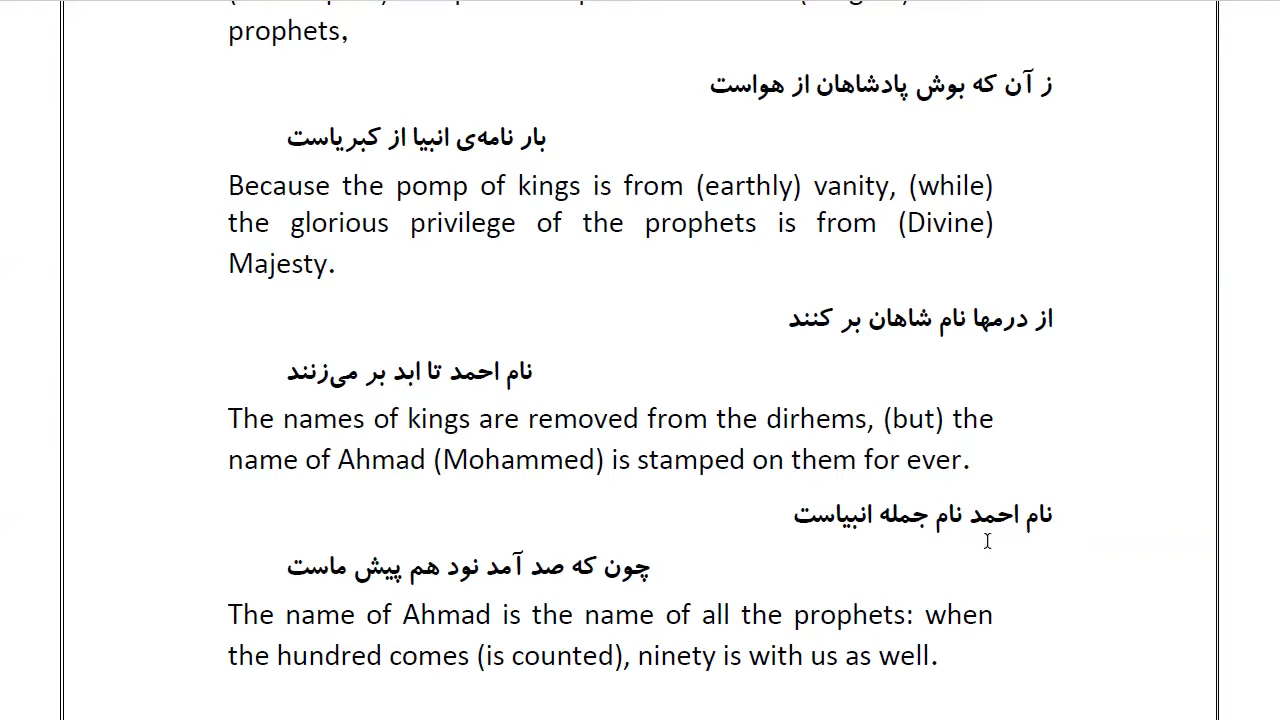 prophets,
ز آن که بوش پادشاهان از هواست
بار نامه‌ی انبیا از کبریاست
Because the pomp of kings is from (earthly) vanity, (while)
the glorious privilege of the prophets is from (Divine)
Majesty.
از درمها نام شاهان بر کنند
نام احمد تا ابد بر می‌زنند
The names of kings are removed from the dirhems, (but) the
name of Ahmad (Mohammed) is stamped on them for ever.
نام احمد نام جمله انبیاست
چون که صد آمد نود هم پیش ماست
The name of Ahmad is the name of all the prophets: when
the hundred comes (is counted), ninety is with us as well.